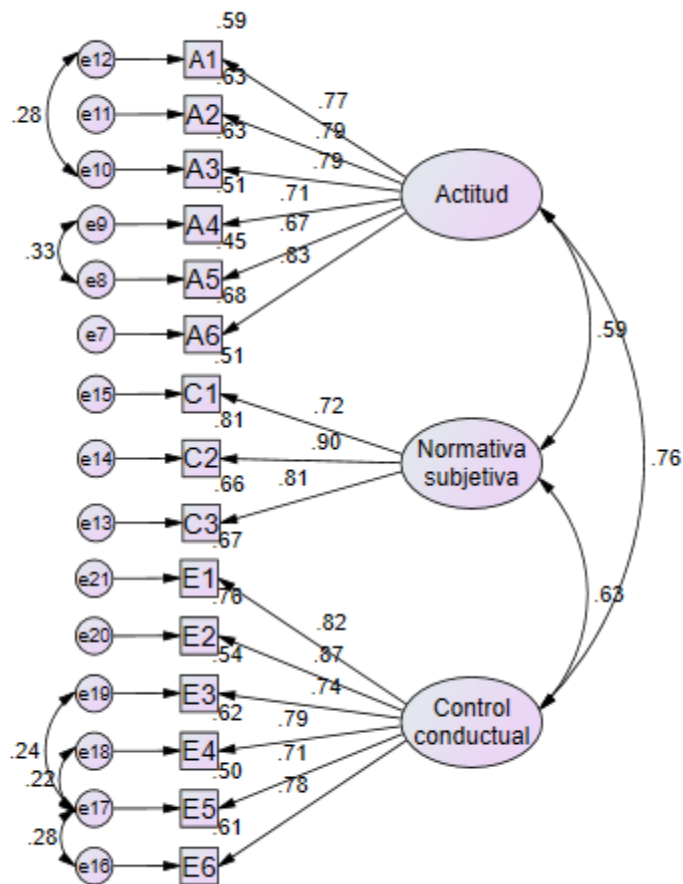 .59
e12 A1
.63
.77
.28
e11 A2
.79
.63
.79
e10 A3
.51
.71
Actitud
e9 A4
.67
.45
.33
.83
e8 A5
.68
e7 A6
.59
.51
e15 C1
.72
.81
.90
Normativa
subjetiva
e14 C2
.76
.66
.81
e13 C3
.67
e21 E1
.76
.63
.82
e20 E2
.87
.54
.74
e19 E3
.62
.79
Control
conductual
.24
e18 E4
.71
.50
.22
.78
e17 E5
.61
.28
e16 E6